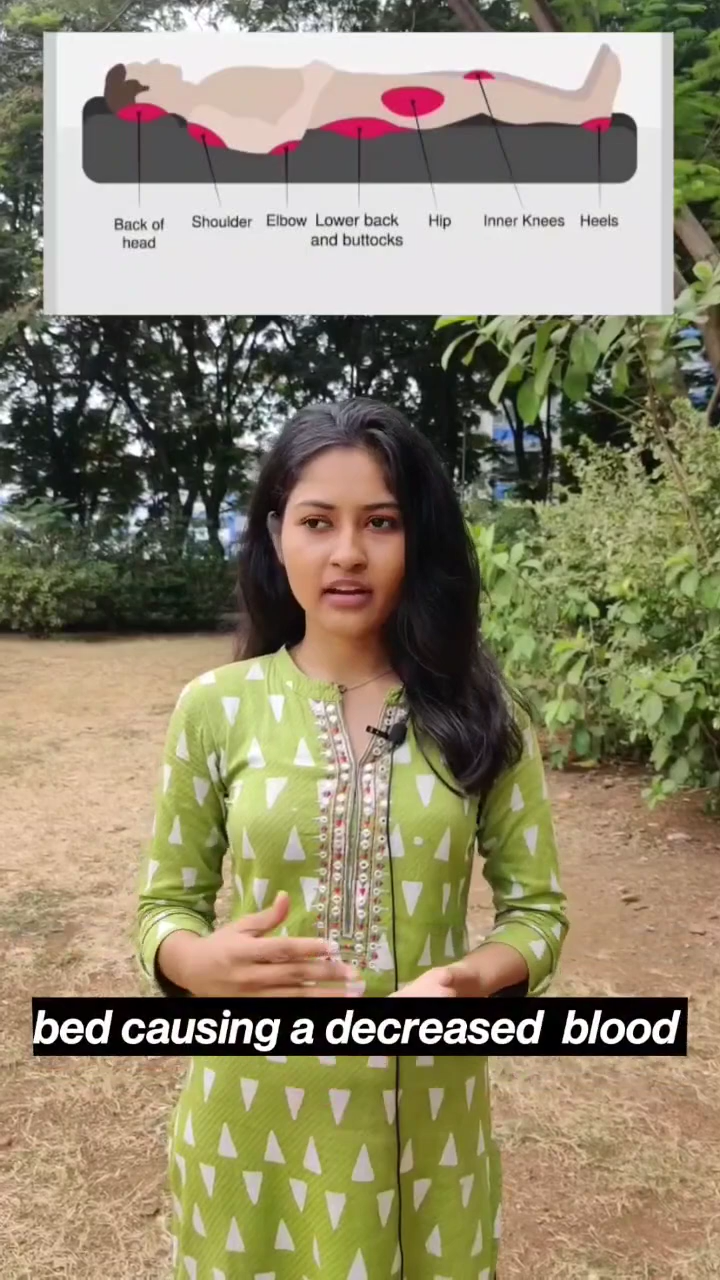 Back of
head
Shoulder
Elbow
Lower back
and buttocks
Hip
Inner Knees
Heels
bed causing a decreased blood